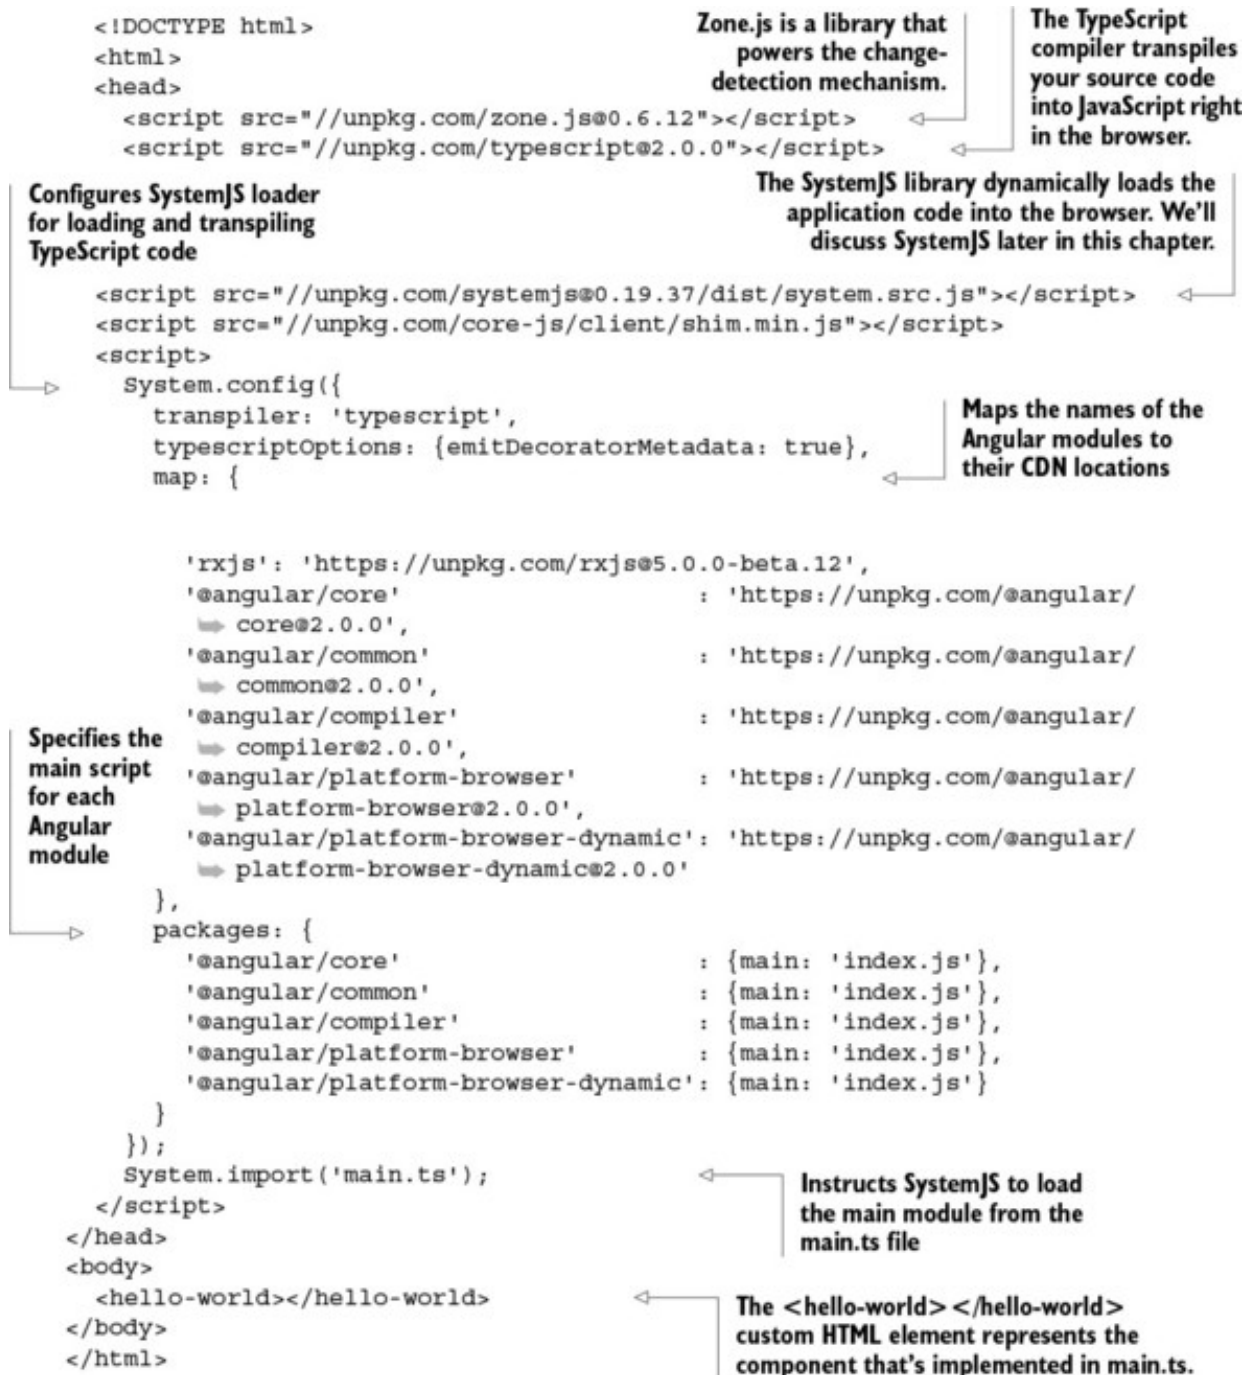 <!DOCTYPE html>
<html>
<head>
Zone.js is a library that
powers the change-
detection mechanism.
The TypeScript
compiler transpiles
your source code
into JavaScript right
in the browser.
<script src="//unpkg.com/zone.js@0.6.12"></script>
<script src="//unpkg.com/typescript@2.0.0"></script>
Configures SystemJS loader
for loading and transpiling
TypeScript code
The SystemJS library dynamically loads the
application code into the browser. We'll
discuss SystemJS later in this chapter.
<script src="//unpkg.com/systemjs@0.19.37/dist/system.src.js"></script>
<script src="//unpkg.com/core-js/client/shim.min.js"></script>
<script>
System.config({
transpiler: 'typescript',
typescriptOptions: {emitDecoratorMetadata: true},
map: {
Maps the names of the
Angular modules to
their CDN locations
'rxjs': 'https://unpkg.com/rxjs@5.0.0-beta.12',
'@angular/core' : 'https://unpkg.com/@angular/
core@2.0.0',
'@angular/common' : 'https://unpkg.com/@angular/
common@2.0.0',
'@angular/compiler' : 'https://unpkg.com/@angular/
compiler@2.0.0',
'@angular/platform-browser' : 'https://unpkg.com/@angular/
platform-browser@2.0.0',
'@angular/platform-browser-dynamic': 'https://unpkg.com/@angular/
platform-browser-dynamic@2.0.0'
},
Specifies the
main script
for each
Angular
module
packages: {
'@angular/core' : {main: 'index.js'},
'@angular/common' : {main: 'index.js'},
'@angular/compiler' : {main: 'index.js'},
'@angular/platform-browser' : {main: 'index.js'},
'@angular/platform-browser-dynamic': {main: 'index.js'}
}
});
System.import('main.ts');
</script>
</head>
<body>
Instructs SystemJS to load
the main module from the
main.ts file
<hello-world></hello-world>
</body>
</html>
The <hello-world> </hello-world>
custom HTML element represents the
component that's implemented in main.ts.